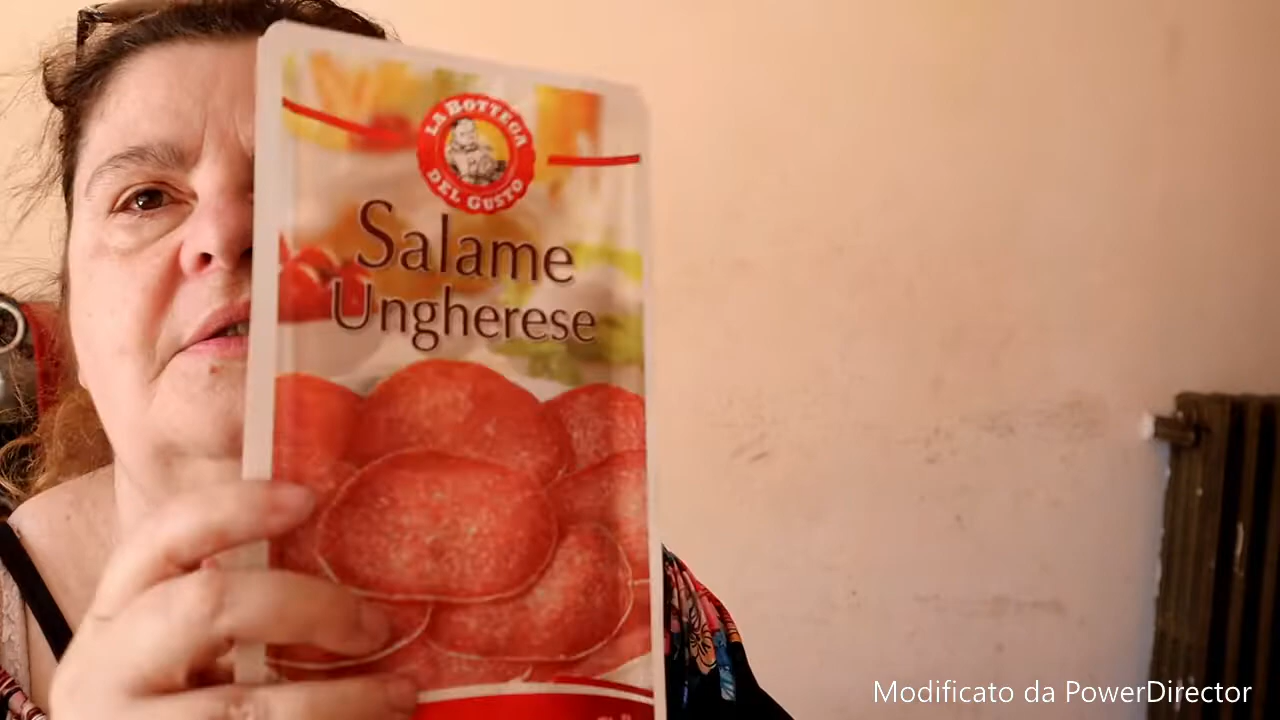 LA BOTTEGA
DEL GUSTO
Salame
Ungherese
Modificato da PowerDirector